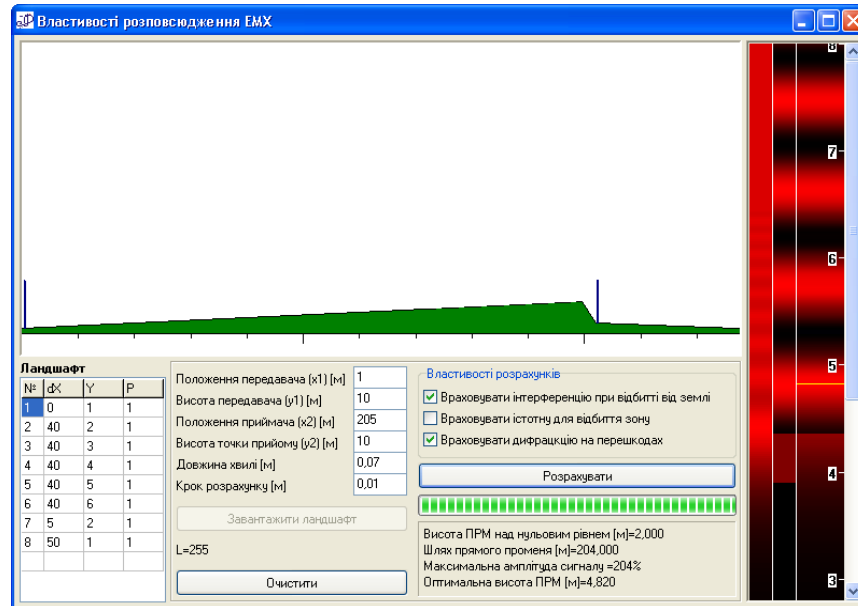 Властивості розповсюдження ЕМХ
Ландшафт
№ dX Y P
1 0 1 1
2 40 2 1
3 40 3 1
4 40 4 1
5 40 5 1
6 40 6 1
7 5 2 1
8 50 1 1
Положення передавача (x1) [м] 1
Висота передавача (y1) [м] 10
Положення приймача (x2) [м] 205
Висота точки прийому (y2) [м] 10
Довжина хвилі [м] 0,07
Крок розрахунку [м] 0,01
Завантажити ландшафт
L=255
Очистити
Властивості розрахунків
Враховувати інтерференцію при відбитті від землі
Враховувати істотну для відбиття зону
Враховувати дифракцію на перешкодах
Розрахувати
Висота ПРМ над нульовим рівнем [м]=2,000
Шлях прямого променя [м]=204,000
Максимальна амплітуда сигналу =204%
Оптимальна висота ПРМ [м]=4,820
8
7
6
5
4
3